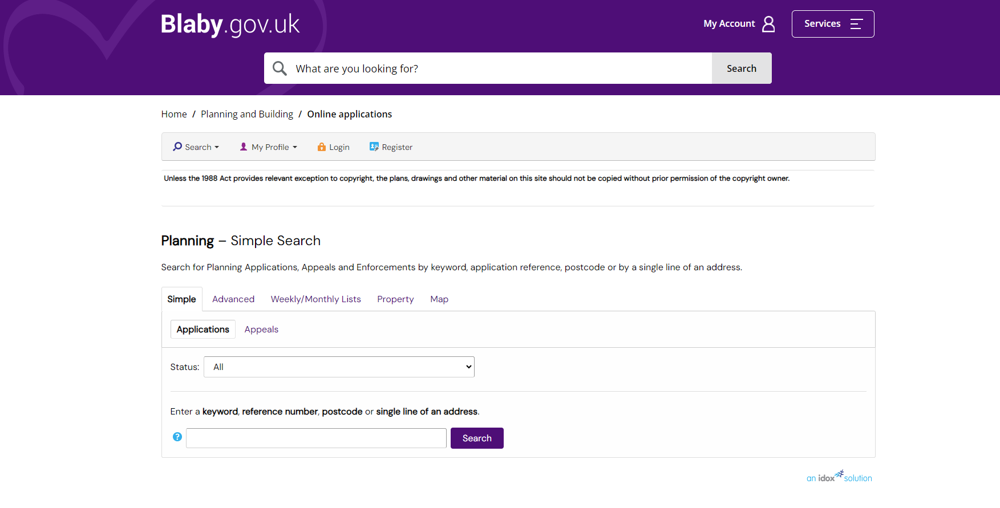 Blaby.gov.uk
My Account
Services
What are you looking for?
Search
Home / Planning and Building / Online applications
Search My Profile Login Register
Unless the 1988 Act provides relevant exception to copyright, the plans, drawings and other material on this site should not be copied without prior permission of the copyright owner.
Planning – Simple Search
Search for Planning Applications, Appeals and Enforcements by keyword, application reference, postcode or by a single line of an address.
Simple Advanced Weekly/Monthly Lists Property Map
Applications Appeals
Status: All
Enter a keyword, reference number, postcode or single line of an address.
? Search
an idox solution